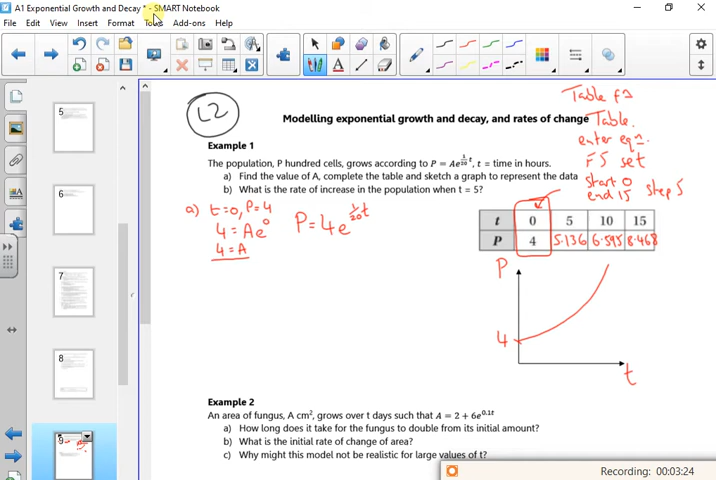 A1 Exponential Growth and Decay * - SMART Notebook
File Edit View Insert Format Tools Add-ons Help
L2
Table f2
Modelling exponential growth and decay, and rates of change
Table.
Example 1
enter eqn.
The population, P hundred cells, grows according to P = Ae^{1/20 t}, t = time in hours.
F5 set
a) Find the value of A, complete the table and sketch a graph to represent the data
start 0
b) What is the rate of increase in the population when t = 5?
end 15 step 5
a) t=0, P=4
4 = Ae^0
4 = A
P = 4e^{1/20 t}
t 0 5 10 15
P 4 5.136 6.595 8.468
P
4
t
Example 2
An area of fungus, A cm², grows over t days such that A = 2 + 6e^{0.1t}
a) How long does it take for the fungus to double from its initial amount?
b) What is the initial rate of change of area?
c) Why might this model not be realistic for large values of t?
5
6
7
8
9
Recording: 00:03:24